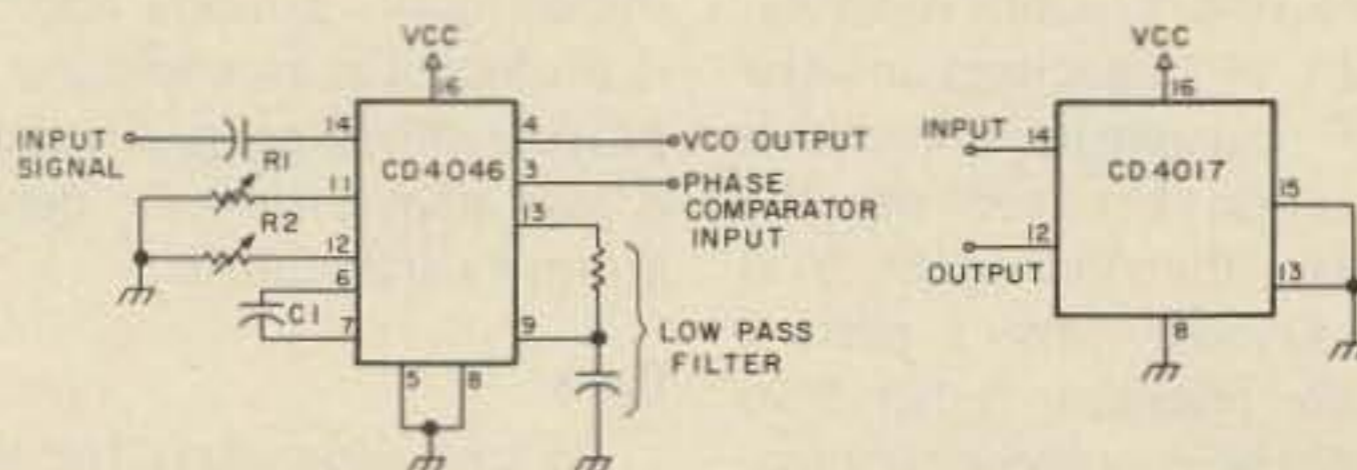 VCC
16
INPUT
SIGNAL
14
R1
11
R2
12
6
C1
7
CD4046
4
VCO OUTPUT
3
PHASE
COMPARATOR
INPUT
13
9
LOW PASS
FILTER
5
8
VCC
16
INPUT
14
CD4017
15
12
OUTPUT
13
8